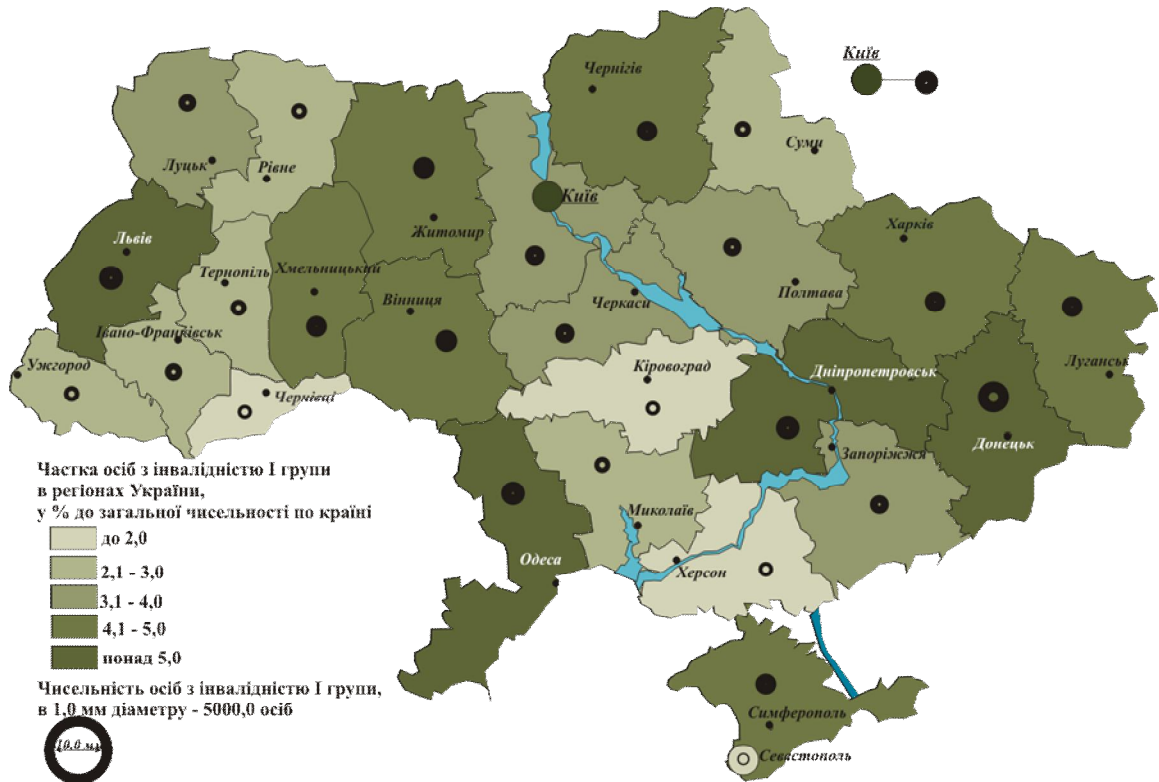 Київ
Чернігів
Суми
Луцьк
Рівне
Київ
Житомир
Харків
Львів
Тернопіль
Хмельницький
Вінниця
Черкаси
Полтава
Івано-Франківськ
Ужгород
Чернівці
Кіровоград
Дніпропетровськ
Луганськ
Донецьк
Запоріжжя
Миколаїв
Одеса
Херсон
Симферополь
Севастополь
Частка осіб з інвалідністю І групи
в регіонах України,
у % до загальної чисельності по країні
до 2,0
2,1 - 3,0
3,1 - 4,0
4,1 - 5,0
понад 5,0
Чисельність осіб з інвалідністю І групи,
в 1,0 мм діаметру - 5000,0 осіб
10,0 мм